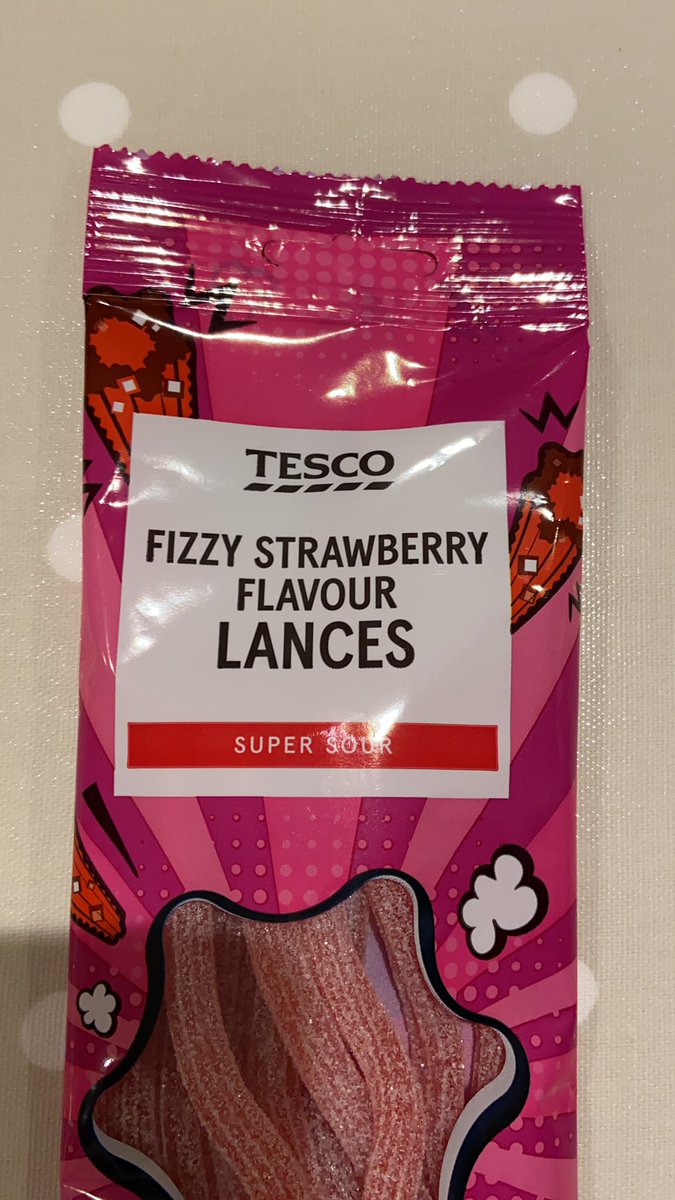 TESCO
FIZZY STRAWBERRY
FLAVOUR
LANCES
SUPER SOUR